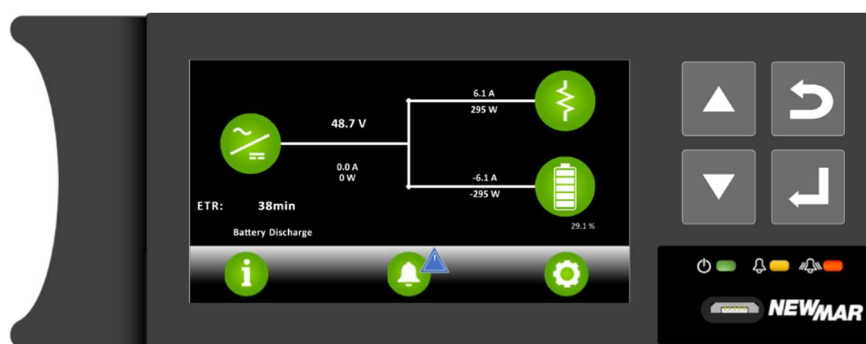 6.1 A
295 W
48.7 V
0.0 A
0 W
-6.1 A
-295 W
ETR: 38min
29.1 %
Battery Discharge
i
NEWMAR